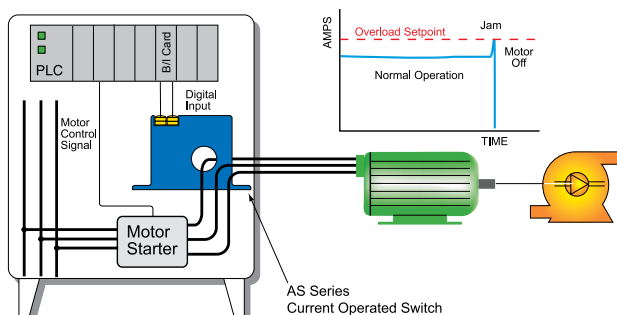 PLC
B/I Card
Motor
Control
Signal
Digital
Input
Motor
Starter
AS Series
Current Operated Switch
AMPS
Overload Setpoint
Jam
Motor
Off
Normal Operation
TIME